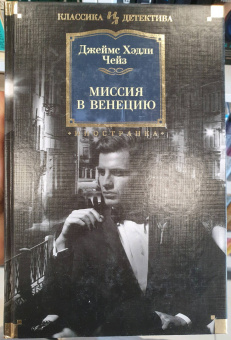 КЛАССИКА ДЕТЕКТИВА
Джеймс Хэдли
Чейз
МИССИЯ
В ВЕНЕЦИЮ
ИНОСТРАНКА